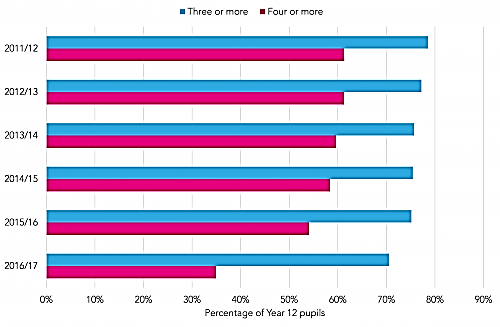 Three or more Four or more
2011/12
2012/13
2013/14
2014/15
2015/16
2016/17
0% 10% 20% 30% 40% 50% 60% 70% 80% 90%
Percentage of Year 12 pupils